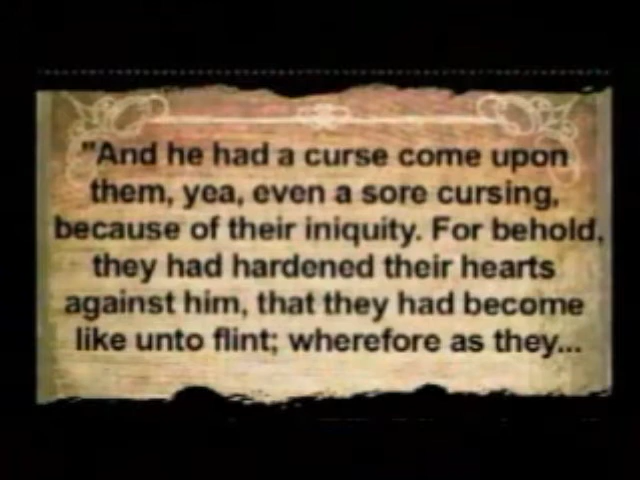 "And he had a curse come upon
them, yea, even a sore cursing,
because of their iniquity. For behold,
they had hardened their hearts
against him, that they had become
like unto flint; wherefore as they...